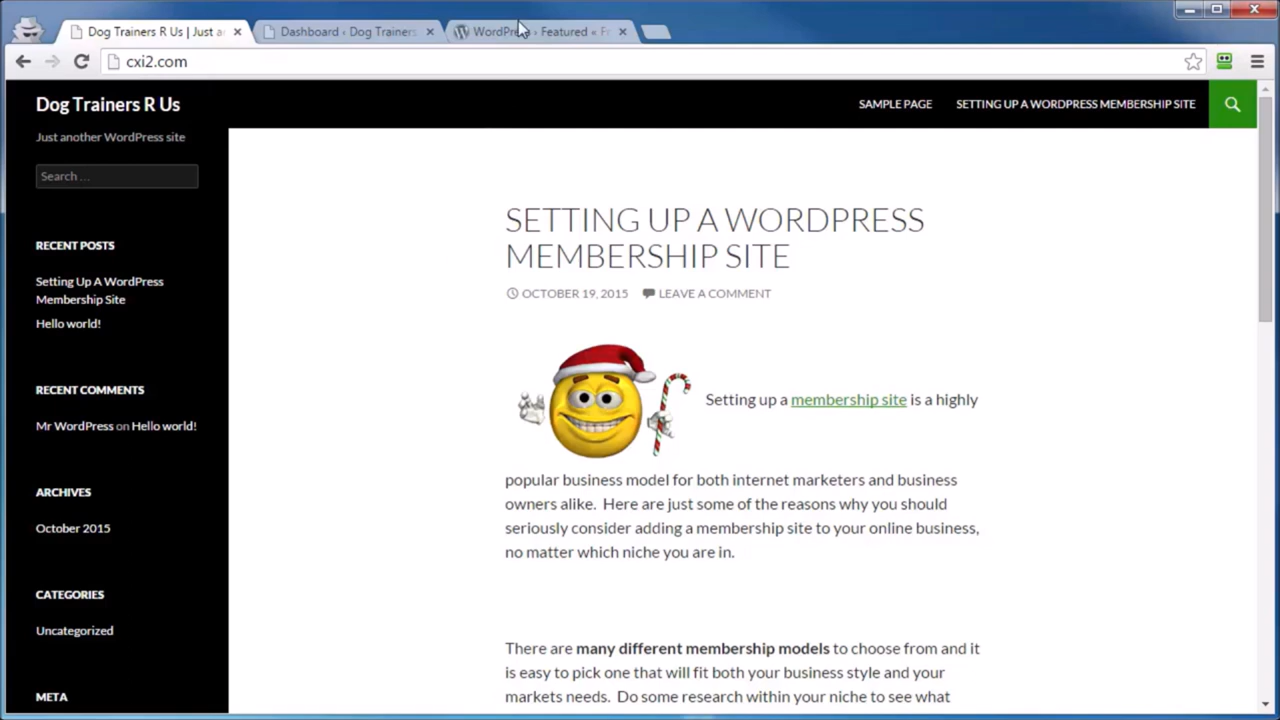 Dog Trainers R Us | Just a
Dashboard ‹ Dog Trainers
WordPress › Featured « Fr
cxi2.com
Dog Trainers R Us
SAMPLE PAGE
SETTING UP A WORDPRESS MEMBERSHIP SITE
Just another WordPress site
Search …
SETTING UP A WORDPRESS
MEMBERSHIP SITE
OCTOBER 19, 2015
LEAVE A COMMENT
RECENT POSTS
Setting Up A WordPress
Membership Site
Hello world!
RECENT COMMENTS
Mr WordPress on Hello world!
ARCHIVES
October 2015
CATEGORIES
Uncategorized
META
Setting up a membership site is a highly
popular business model for both internet marketers and business
owners alike. Here are just some of the reasons why you should
seriously consider adding a membership site to your online business,
no matter which niche you are in.
There are many different membership models to choose from and it
is easy to pick one that will fit both your business style and your
markets needs. Do some research within your niche to see what